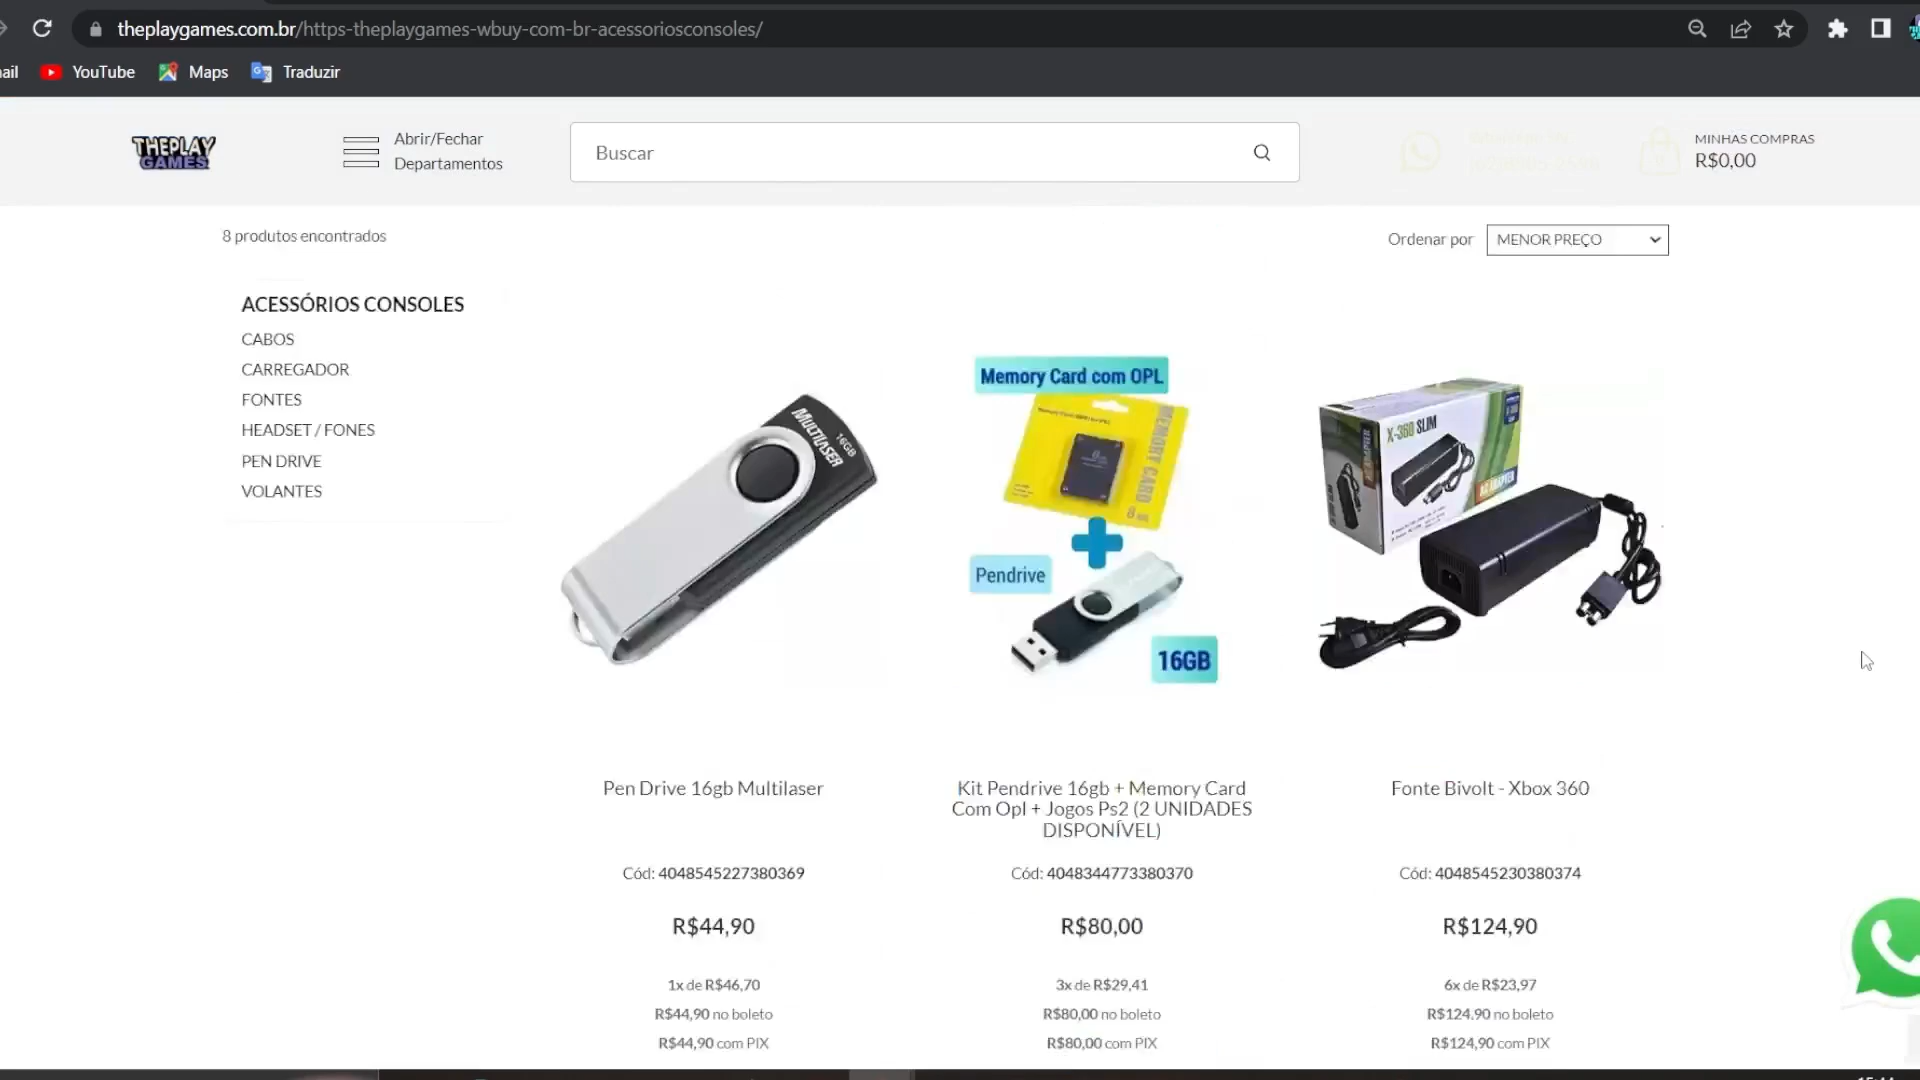 theplaygames.com.br/https-theplaygames-wbuy-com-br-acessoriosconsoles/
ail YouTube Maps Traduzir
THEPLAY
GAMES
Abrir/Fechar
Departamentos
Buscar
MINHAS COMPRAS
R$0,00
8 produtos encontrados
Ordenar por MENOR PREÇO
ACESSÓRIOS CONSOLES
CABOS
CARREGADOR
FONTES
HEADSET / FONES
PEN DRIVE
VOLANTES
MULTILASER
16GB
Memory Card com OPL
MEMORY CARD
Pendrive
16GB
X-360 SLIM
AC ADAPTER
Pen Drive 16gb Multilaser
Cód: 4048545227380369
R$44,90
1x de R$46,70
R$44,90 no boleto
R$44,90 com PIX
Kit Pendrive 16gb + Memory Card
Com Opl + Jogos Ps2 (2 UNIDADES
DISPONÍVEL)
Cód: 4048344773380370
R$80,00
3x de R$29,41
R$80,00 no boleto
R$80,00 com PIX
Fonte Bivolt - Xbox 360
Cód: 4048545230380374
R$124,90
6x de R$23,97
R$124,90 no boleto
R$124,90 com PIX